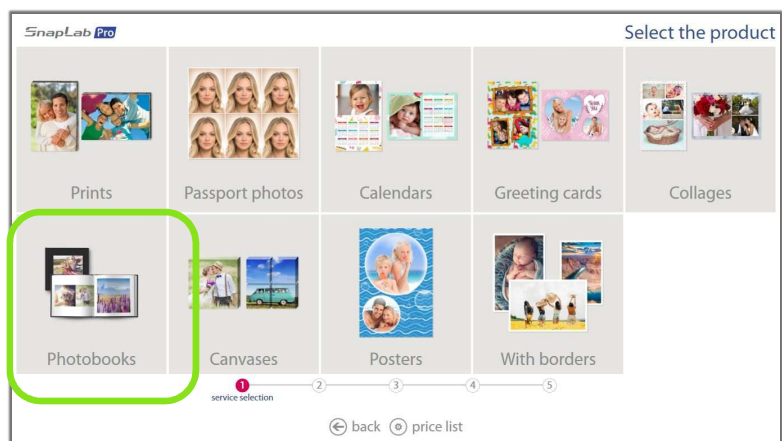 SnapLab Pro
Select the product
Prints
Passport photos
Calendars
Greeting cards
Collages
Photobooks
Canvases
Posters
With borders
1 2 3 4 5
service selection
back price list